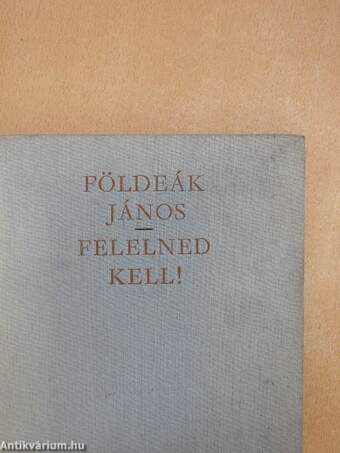 FÖLDEÁK
JÁNOS
FELELNED
KELL!
Antikvárium.hu